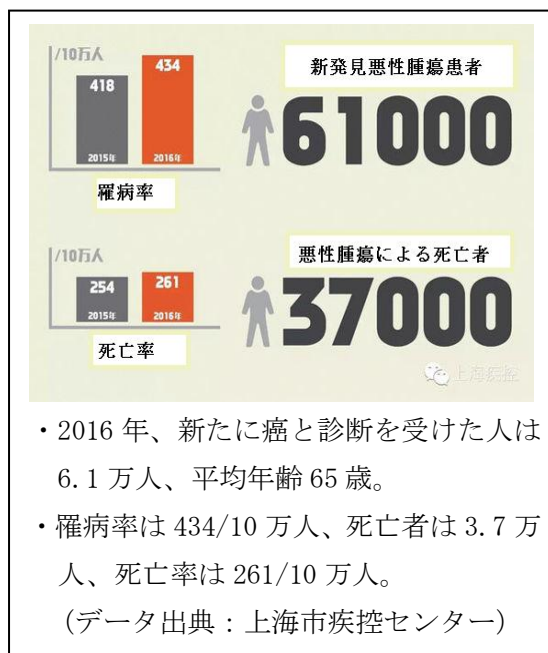 /10万人
418
434
2015年
2016年
罹病率
新発見悪性腫瘍患者
61000
/10万人
254
261
2015年
2016年
死亡率
悪性腫瘍による死亡者
37000
上海疾控
・2016 年、新たに癌と診断を受けた人は
6.1 万人、平均年齢 65 歳。
・罹病率は 434/10 万人、死亡者は 3.7 万
人、死亡率は 261/10 万人。
(データ出典：上海市疾控センター)